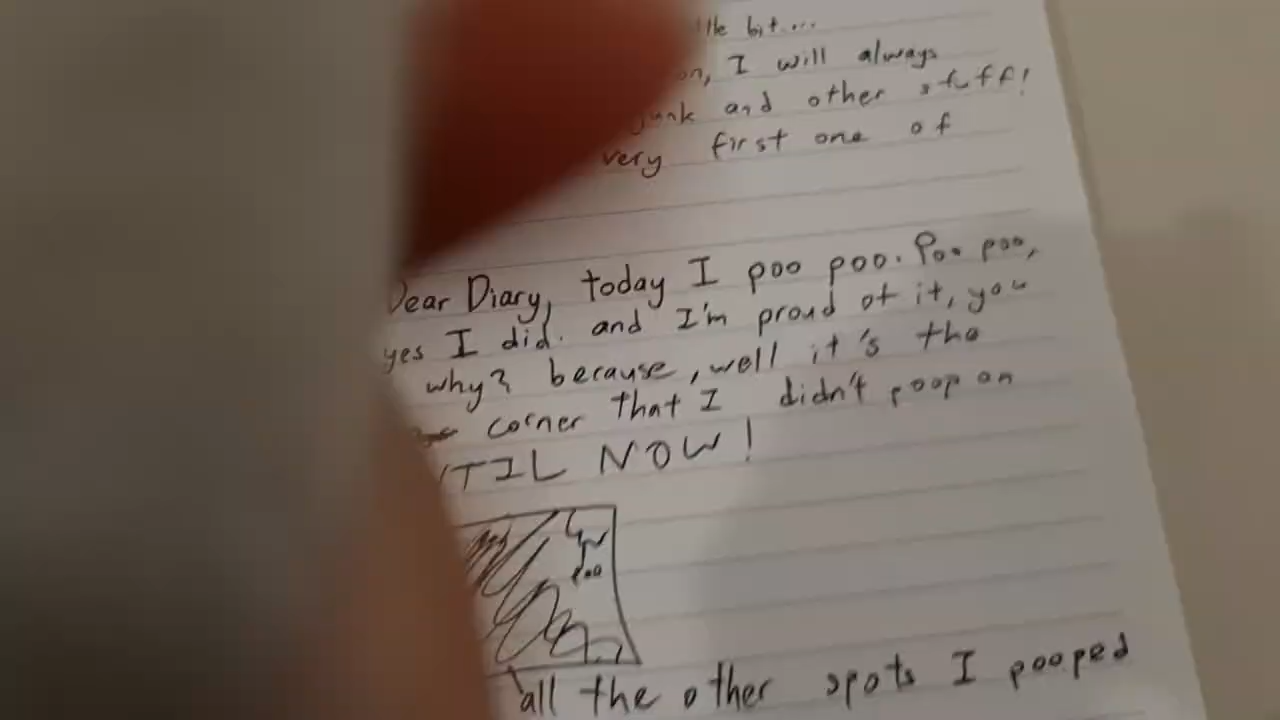 bit...
I will always
and other stuff!
very first one of
Dear Diary, today I poo poo. Poo poo,
yes I did. and I'm proud of it, you
why? because, well it's the
corner that I didn't poop on
NOW!
poo
all the other spots I pooped